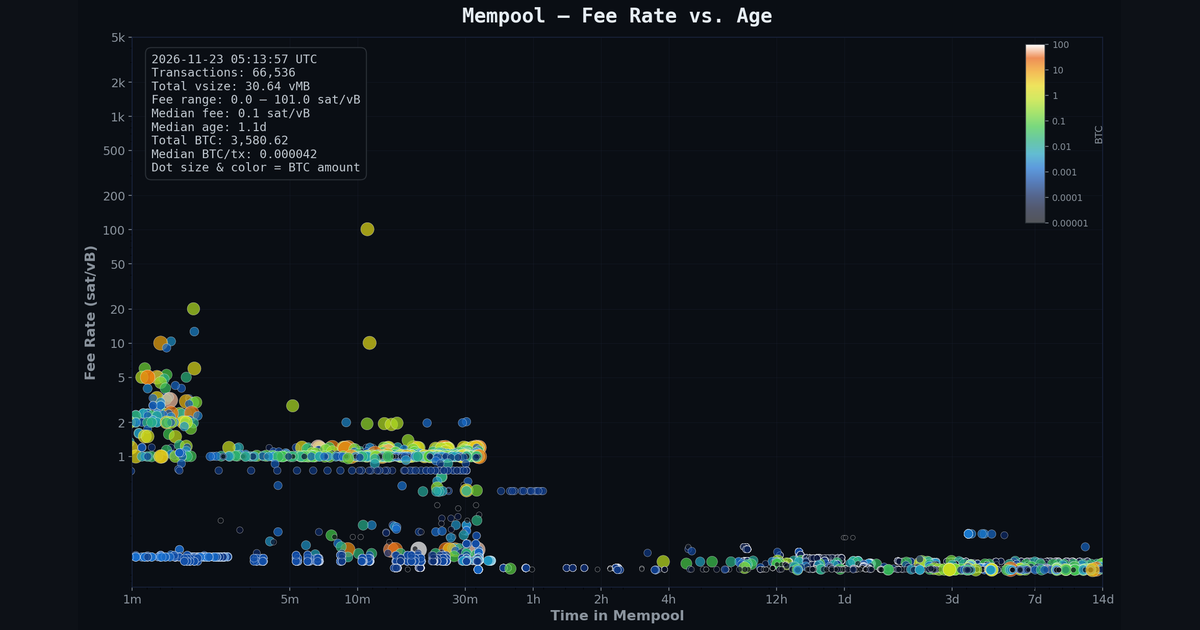 Mempool — Fee Rate vs. Age
2026-11-23 05:13:57 UTC
Transactions: 66,536
Total vsize: 30.64 vMB
Fee range: 0.0 – 101.0 sat/vB
Median fee: 0.1 sat/vB
Median age: 1.1d
Total BTC: 3,580.62
Median BTC/tx: 0.000042
Dot size & color = BTC amount
100
10
1
0.1
0.01
0.001
0.0001
0.00001
BTC
Fee Rate (sat/vB)
5k
2k
1k
500
200
100
50
20
10
5
2
1
1m
5m
10m
30m
1h
2h
4h
12h
1d
3d
7d
14d
Time in Mempool